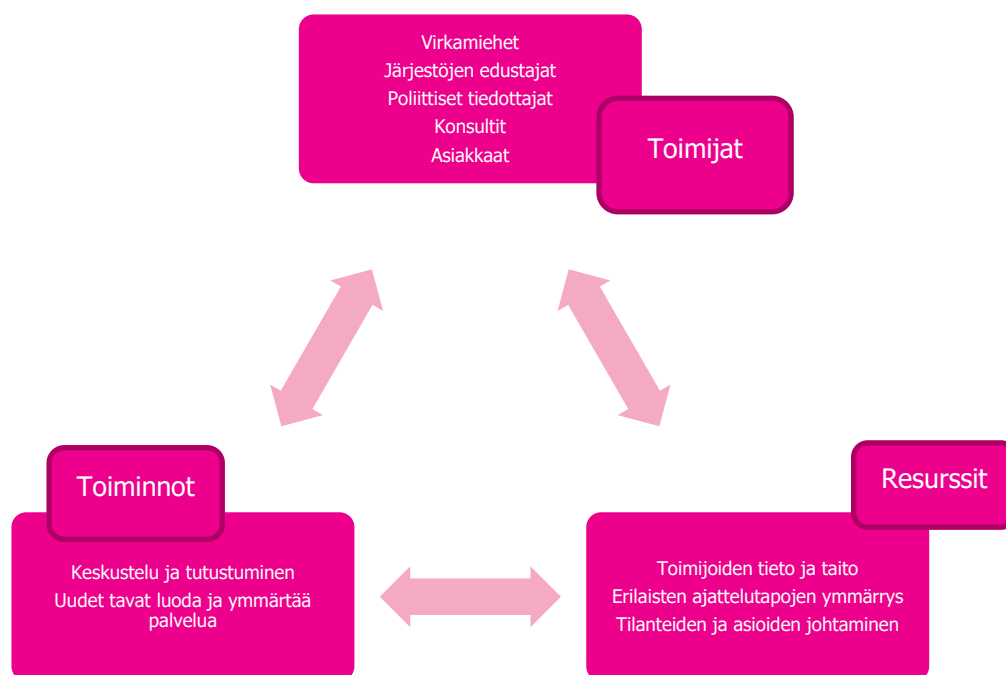 Virkamiehet
Järjestöjen edustajat
Poliittiset tiedottajat
Konsultit
Asiakkaat
Toimijat
Toiminnot
Keskustelu ja tutustuminen
Uudet tavat luoda ja ymmärtää
palvelua
Resurssit
Toimijoiden tieto ja taito
Erilaisten ajattelutapojen ymmärrys
Tilanteiden ja asioiden johtaminen